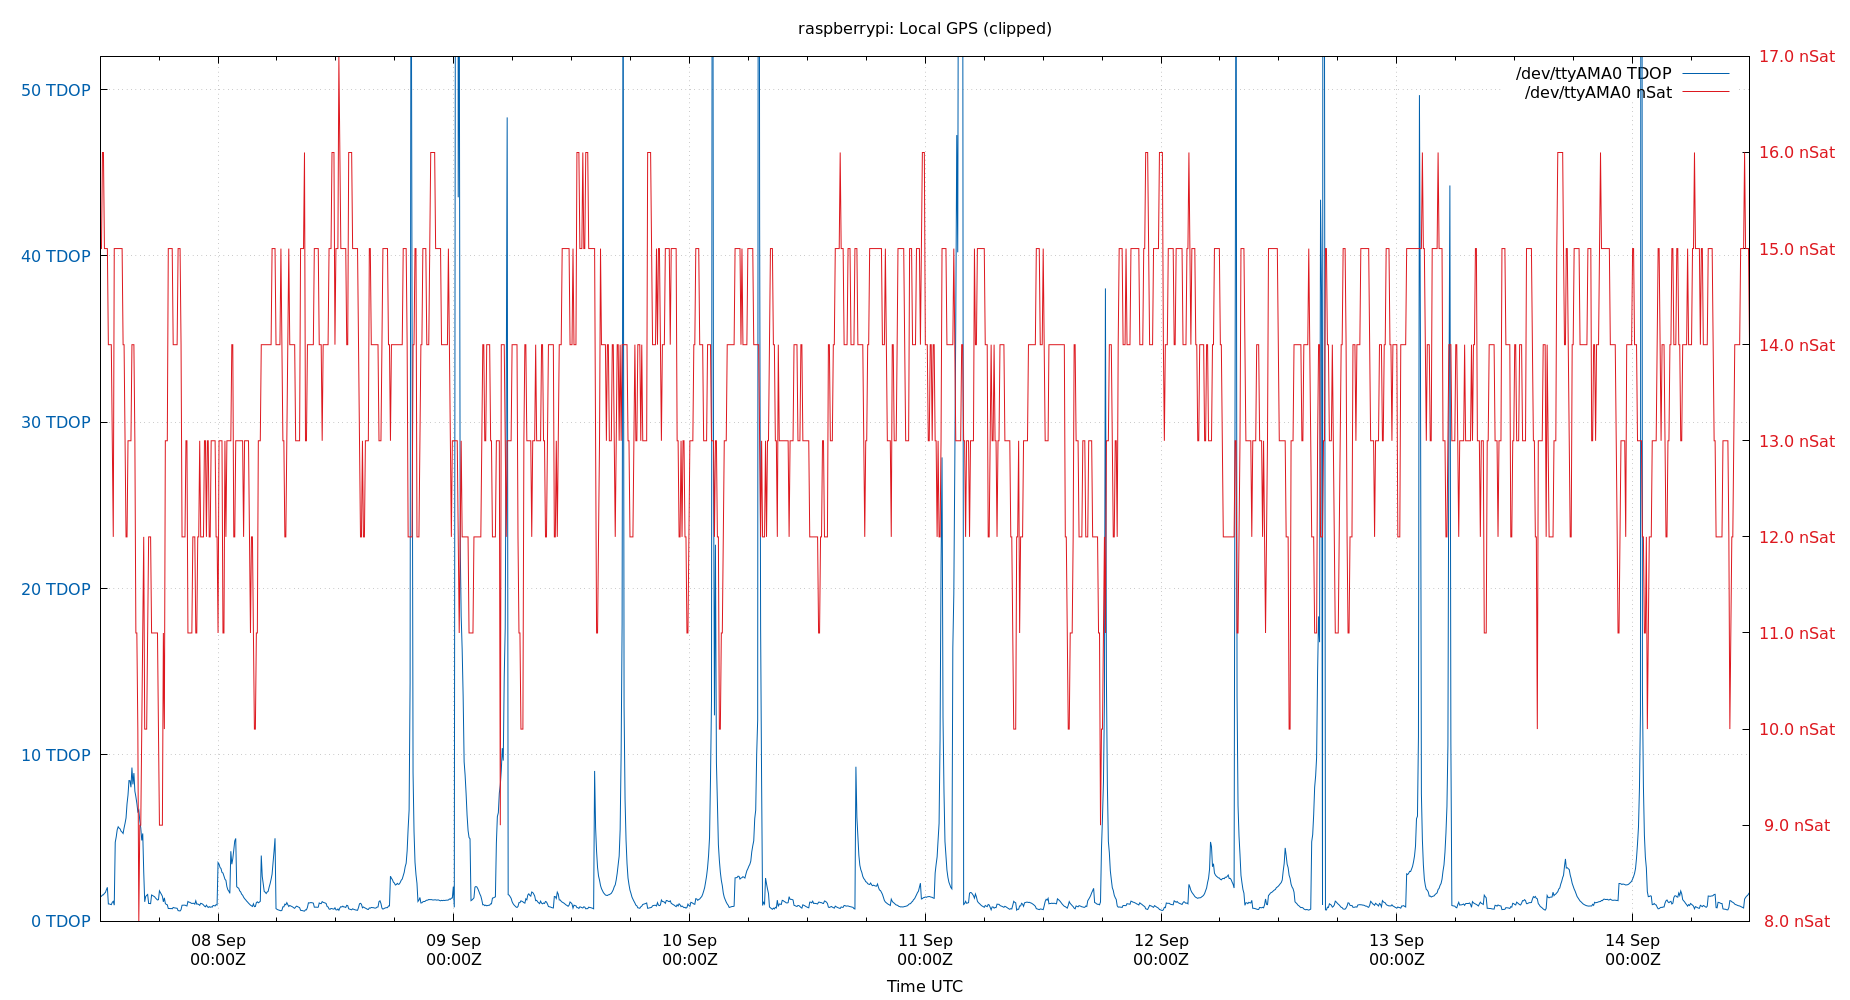 raspberrypi: Local GPS (clipped)
/dev/ttyAMA0 TDOP
/dev/ttyAMA0 nSat
50 TDOP
40 TDOP
30 TDOP
20 TDOP
10 TDOP
0 TDOP
17.0 nSat
16.0 nSat
15.0 nSat
14.0 nSat
13.0 nSat
12.0 nSat
11.0 nSat
10.0 nSat
9.0 nSat
8.0 nSat
08 Sep 09 Sep 10 Sep 11 Sep 12 Sep 13 Sep 14 Sep
00:00Z 00:00Z 00:00Z 00:00Z 00:00Z 00:00Z 00:00Z
Time UTC